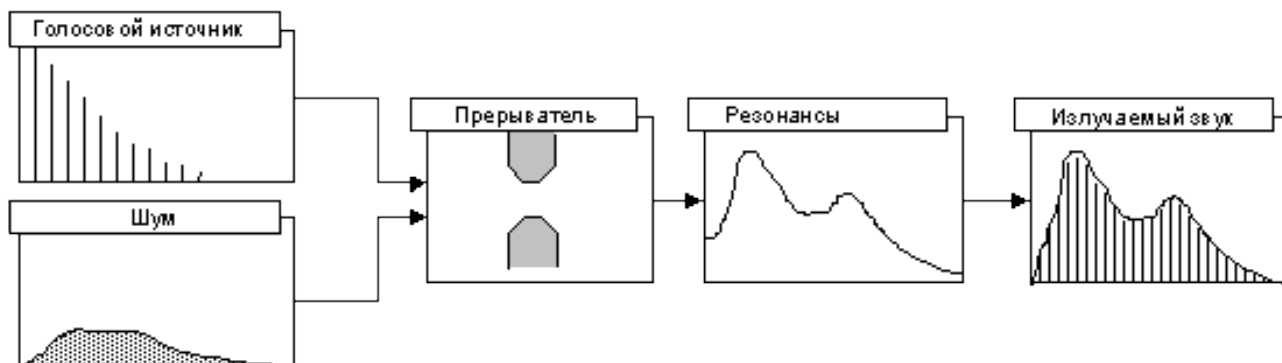 Голосовой источник
Шум
Прерыватель
Резонансы
Излучаемый звук